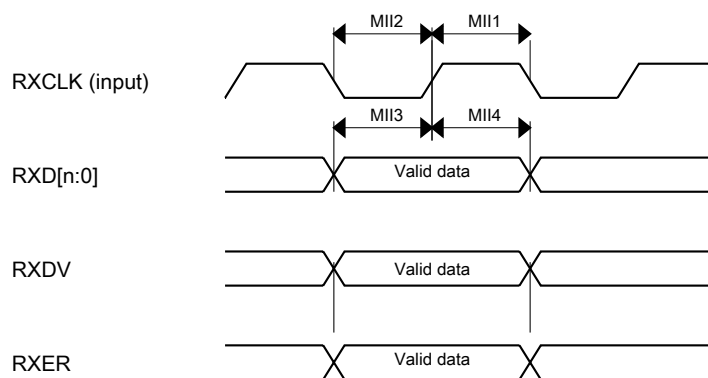 MII2 MII1
RXCLK (input)
MII3 MII4
RXD[n:0] Valid data
RXDV Valid data
RXER Valid data